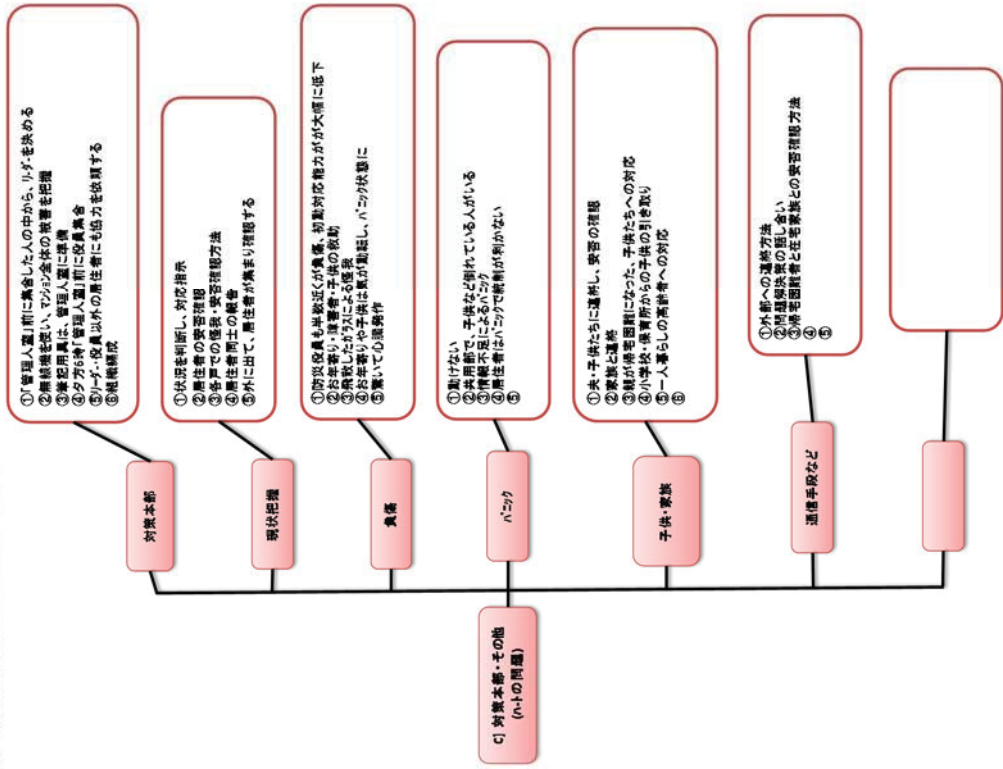 C] 対策本部・その他
(ハートの問題)
対策本部
①「管理人室」前に集合した人の中から、リーダーを決める
②無線機を使い、マンション全体の被害を把握
③筆記用具は、管理人室に準備
④夕方6時「管理人室」前に役員集合
⑤リーダー・役員以外の居住者にも協力を依頼する
⑥組織編成
現状把握
①状況を判断し、対応指示
②居住者の安否確認
③各戸での怪我・安否確認方法
④居住者同士の報告
⑤外に出て、居住者が集まり確認する
負傷
①防災役員も半数近くが負傷、初動対応能力がが大幅に低下
②お年寄り・障害者・子供の救助
③飛散したガラスによる怪我
④お年寄りや子供は気が動転し、パニック状態に
⑤驚いて心臓発作
パニック
①動けない
②共用部で、子供など倒れている人がいる
③情報不足によるパニック
④居住者はパニックで統制が利かない
⑤
子供・家族
①夫・子供たちに連絡し、安否の確認
②家族と連絡
③親が帰宅困難になった、子供たちへの対応
④小学校・保育所からの子供の引き取り
⑤一人暮らしの高齢者への対応
⑥
通信手段など
①外部への連絡方法
②問題解決策の話し合い
③帰宅困難者と在宅家族との安否確認方法
④
⑤